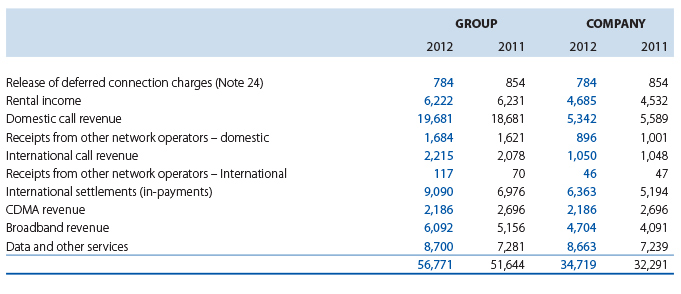 GROUP COMPANY
2012 2011 2012 2011
Release of deferred connection charges (Note 24) 784 854 784 854
Rental income 6,222 6,231 4,685 4,532
Domestic call revenue 19,681 18,681 5,342 5,589
Receipts from other network operators – domestic 1,684 1,621 896 1,001
International call revenue 2,215 2,078 1,050 1,048
Receipts from other network operators – International 117 70 46 47
International settlements (in-payments) 9,090 6,976 6,363 5,194
CDMA revenue 2,186 2,696 2,186 2,696
Broadband revenue 6,092 5,156 4,704 4,091
Data and other services 8,700 7,281 8,663 7,239
56,771 51,644 34,719 32,291